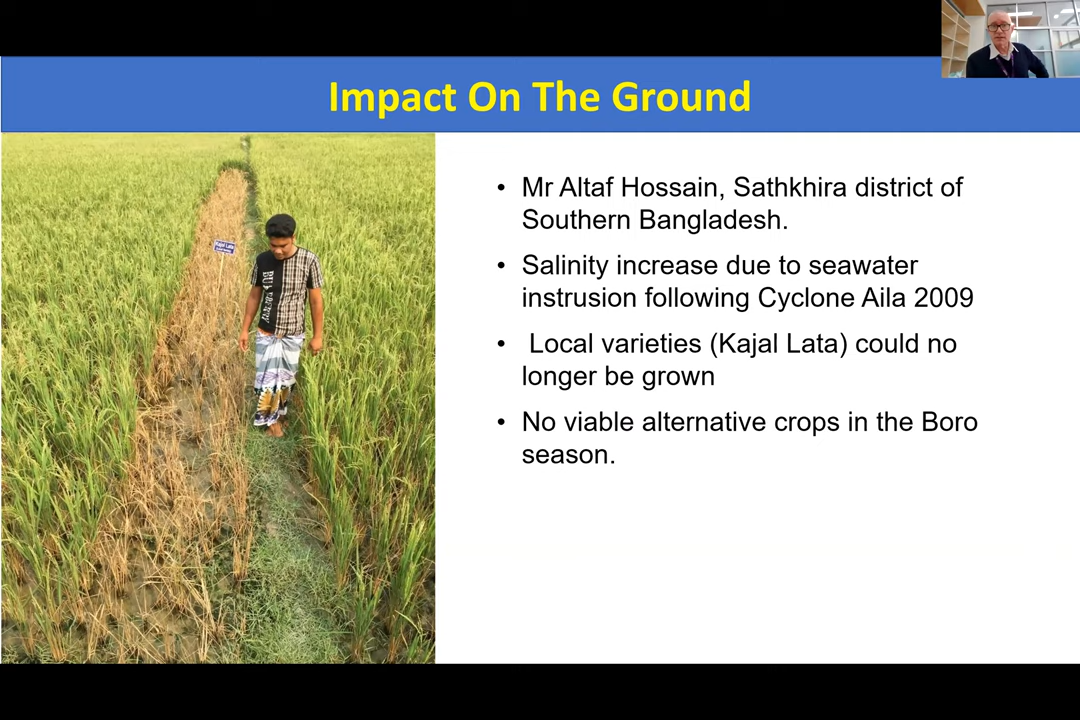 Impact On The Ground
• Mr Altaf Hossain, Sathkhira district of
Southern Bangladesh.
• Salinity increase due to seawater
instrusion following Cyclone Aila 2009
• Local varieties (Kajal Lata) could no
longer be grown
• No viable alternative crops in the Boro
season.
Kajal Lata